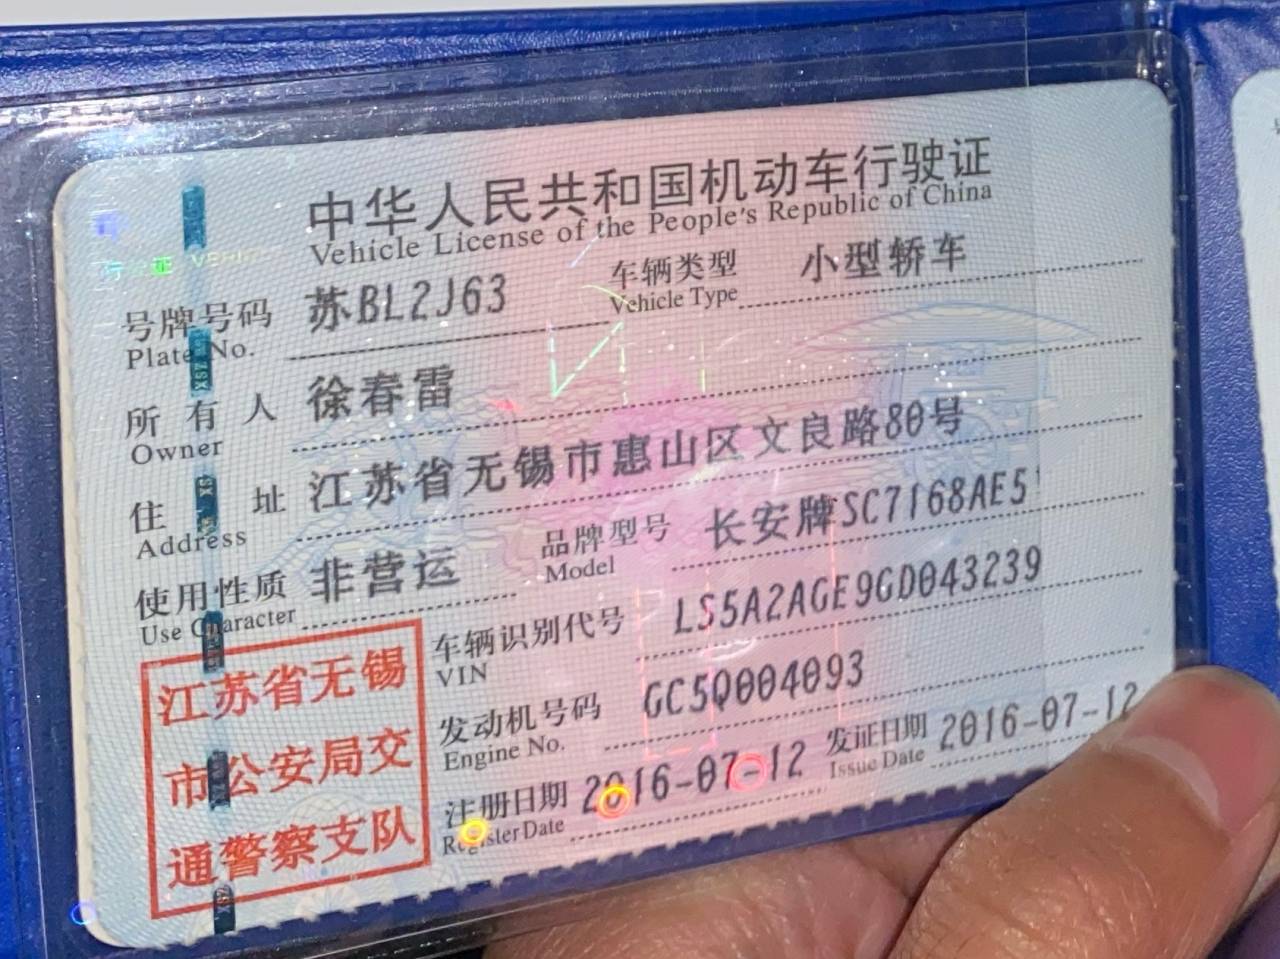 中华人民共和国机动车行驶证
Vehicle License of the People's Republic of China
号牌号码 苏BL2J63 车辆类型 小型轿车
Plate No. Vehicle Type
所有人 徐春雷
Owner
住址 江苏省无锡市惠山区文良路80号
Address
使用性质 非营运 品牌型号 长安牌SC7168AE5
Use Character Model
车辆识别代号 LS5A2AGE9GD043239
VIN
发动机号码 GC5Q004093
Engine No.
注册日期 2016-07-12 发证日期 2016-07-12
Register Date Issue Date
江苏省无锡
市公安局交
通警察支队